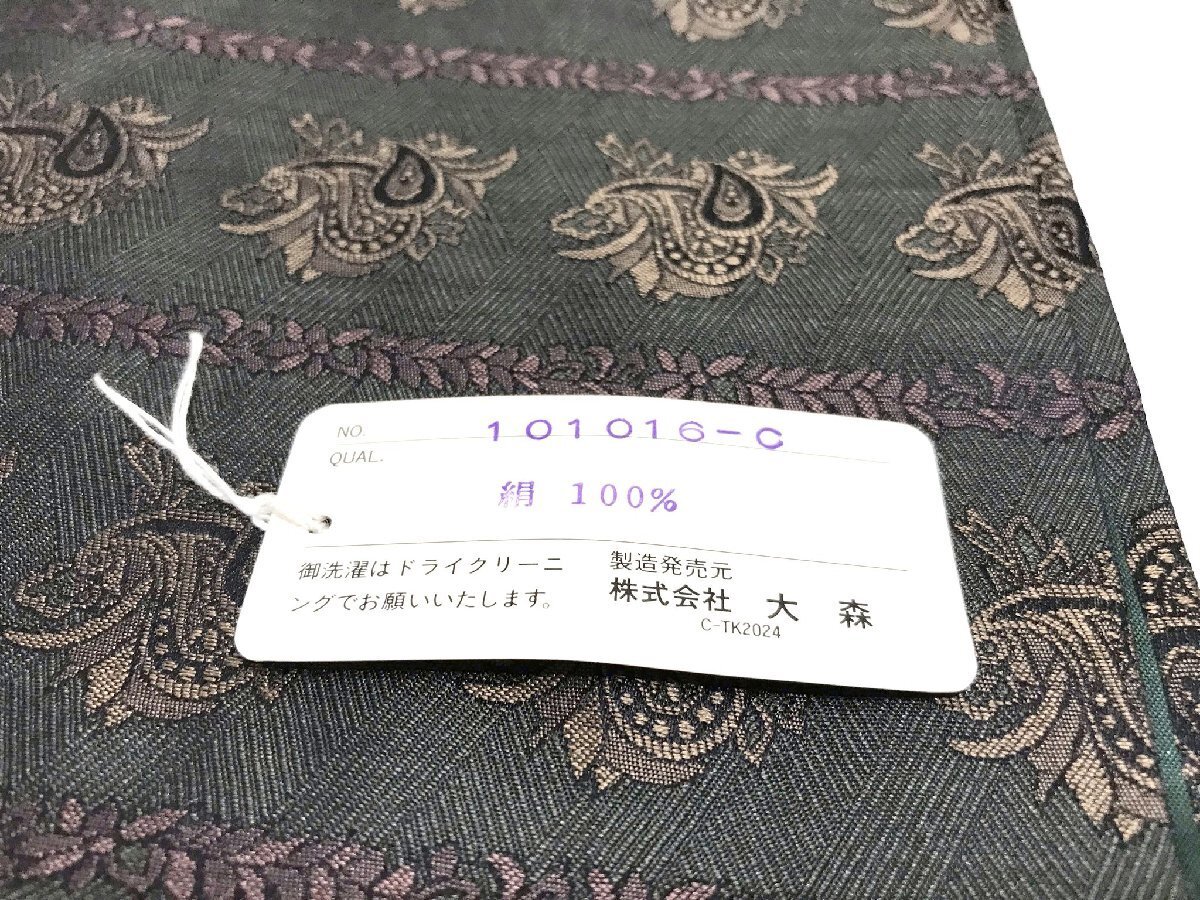 NO. 101016-C
QUAL.
絹 100%
御洗濯はドライクリーニ
ングでお願いいたします。
製造発売元
株式会社 大 森
C-TK2024